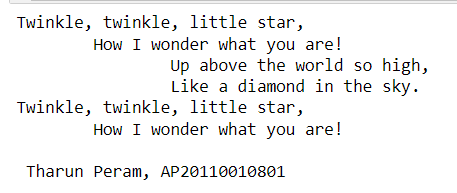 Twinkle, twinkle, little star,
How I wonder what you are!
Up above the world so high,
Like a diamond in the sky.
Twinkle, twinkle, little star,
How I wonder what you are!
Tharun Peram, AP20110010801